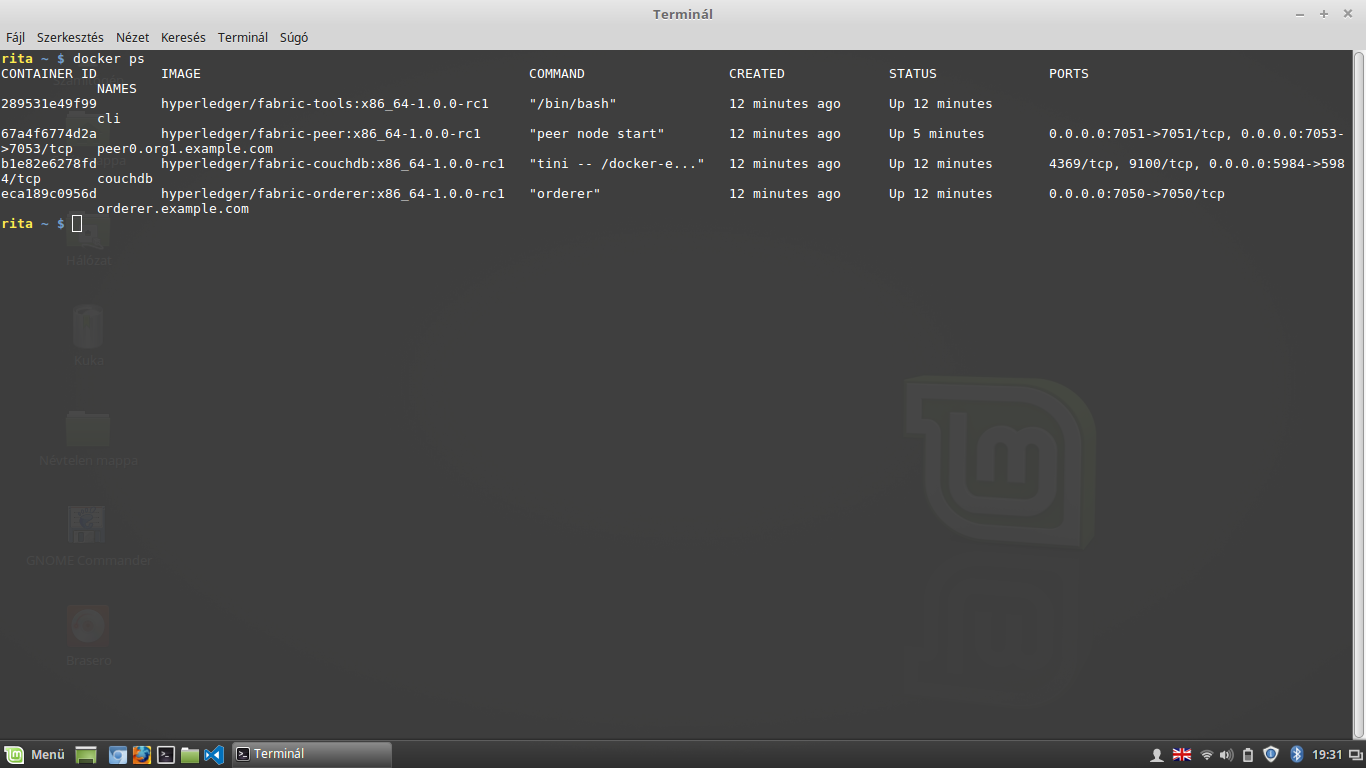 Terminál
Fájl Szerkesztés Nézet Keresés Terminál Súgó
rita ~ $ docker ps
CONTAINER ID IMAGE COMMAND CREATED STATUS PORTS
NAMES
289531e49f99 hyperledger/fabric-tools:x86_64-1.0.0-rc1 "/bin/bash" 12 minutes ago Up 12 minutes
cli
67a4f6774d2a hyperledger/fabric-peer:x86_64-1.0.0-rc1 "peer node start" 12 minutes ago Up 5 minutes 0.0.0.0:7051->7051/tcp, 0.0.0.0:7053-
>7053/tcp peer0.org1.example.com
b1e82e6278fd hyperledger/fabric-couchdb:x86_64-1.0.0-rc1 "tini -- /docker-e..." 12 minutes ago Up 12 minutes 4369/tcp, 9100/tcp, 0.0.0.0:5984->598
4/tcp couchdb
eca189c0956d hyperledger/fabric-orderer:x86_64-1.0.0-rc1 "orderer" 12 minutes ago Up 12 minutes 0.0.0.0:7050->7050/tcp
orderer.example.com
rita ~ $
Hálózat
Kuka
Névtelen mappa
GNOME Commander
Brasero
Menü Terminál 19:31